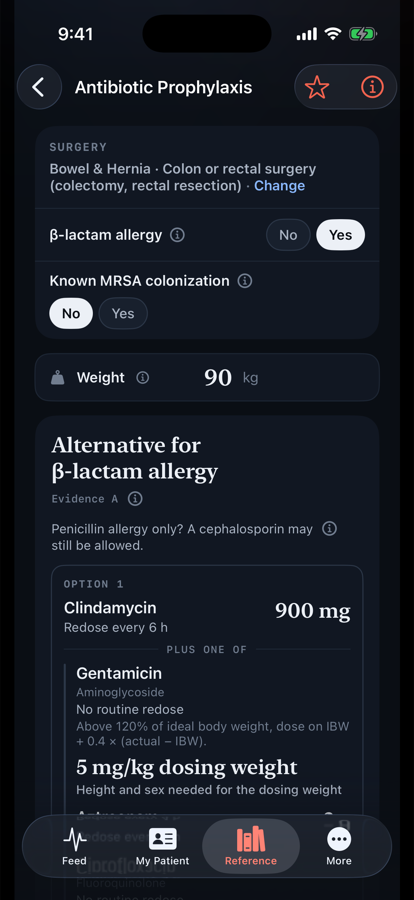 9:41
Antibiotic Prophylaxis
SURGERY
Bowel & Hernia · Colon or rectal surgery
(colectomy, rectal resection) · Change
β-lactam allergy
No
Yes
Known MRSA colonization
No
Yes
Weight
90 kg
Alternative for
β-lactam allergy
Evidence A
Penicillin allergy only? A cephalosporin may
still be allowed.
OPTION 1
Clindamycin
900 mg
Redose every 6 h
PLUS ONE OF
Gentamicin
Aminoglycoside
No routine redose
Above 120% of ideal body weight, dose on IBW
+ 0.4 × (actual − IBW).
5 mg/kg dosing weight
Height and sex needed for the dosing weight
Feed
My Patient
Reference
More
Fluoroquinolone